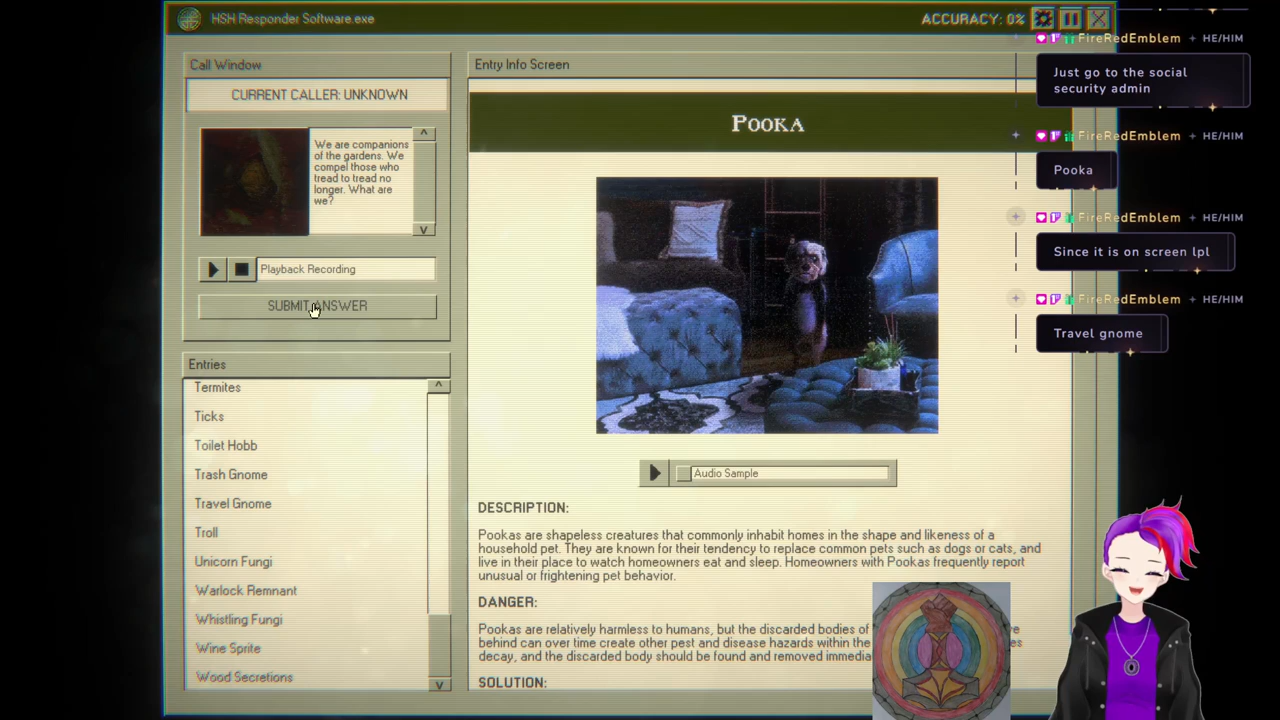 HSH Responder Software.exe
ACCURACY: 0%
Call Window
CURRENT CALLER: UNKNOWN
We are companions
of the gardens. We
compel those who
tread to tread no
longer. What are
we?
Playback Recording
SUBMIT ANSWER
Entries
Termites
Ticks
Toilet Hobb
Trash Gnome
Travel Gnome
Troll
Unicorn Fungi
Warlock Remnant
Whistling Fungi
Wine Sprite
Wood Secretions
Entry Info Screen
Pooka
Audio Sample
DESCRIPTION:
Pookas are shapeless creatures that commonly inhabit homes in the shape and likeness of a
household pet. They are known for their tendency to replace common pets such as dogs or cats, and
live in their place to watch homeowners eat and sleep. Homeowners with Pookas frequently report
unusual or frightening pet behavior.
DANGER:
Pookas are relatively harmless to humans, but the discarded bodies of
behind can over time create other pest and disease hazards within the
decay, and the discarded body should be found and removed
SOLUTION:
FireRedEmblem + HE/HIM
Just go to the social
security admin
FireRedEmblem + HE/HIM
Pooka
FireRedEmblem + HE/HIM
Since it is on screen lpl
FireRedEmblem + HE/HIM
Travel gnome